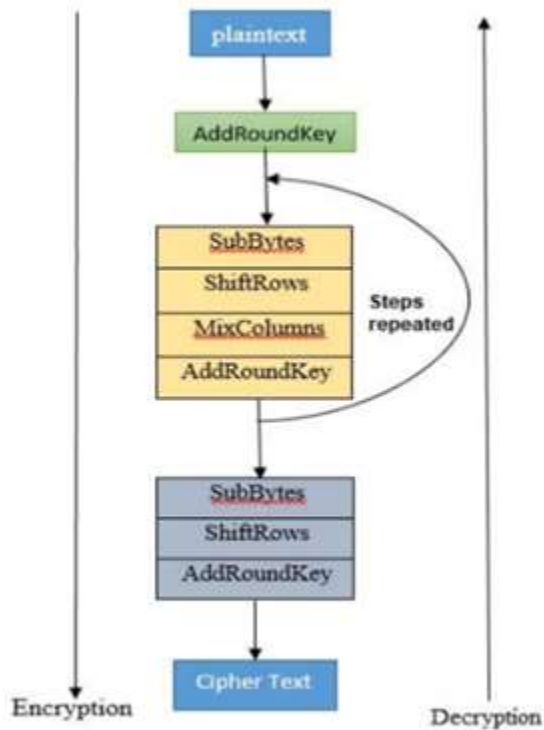 plaintext
AddRoundKey
SubBytes
ShiftRows
MixColumns
AddRoundKey
Steps
repeated
SubBytes
ShiftRows
AddRoundKey
Cipher Text
Encryption
Decryption